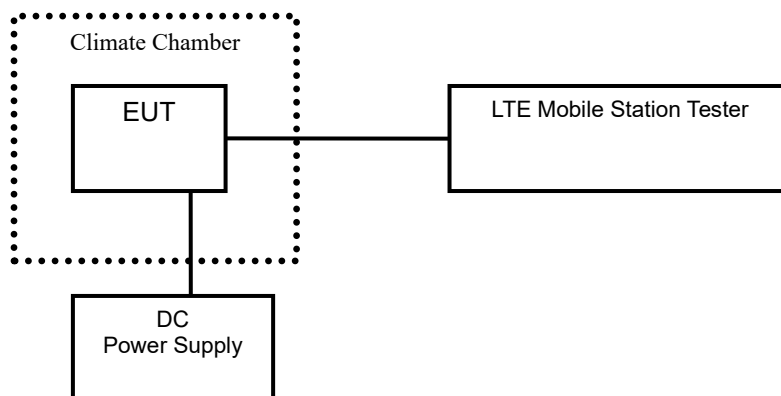 Climate Chamber
EUT
LTE Mobile Station Tester
DC
Power Supply